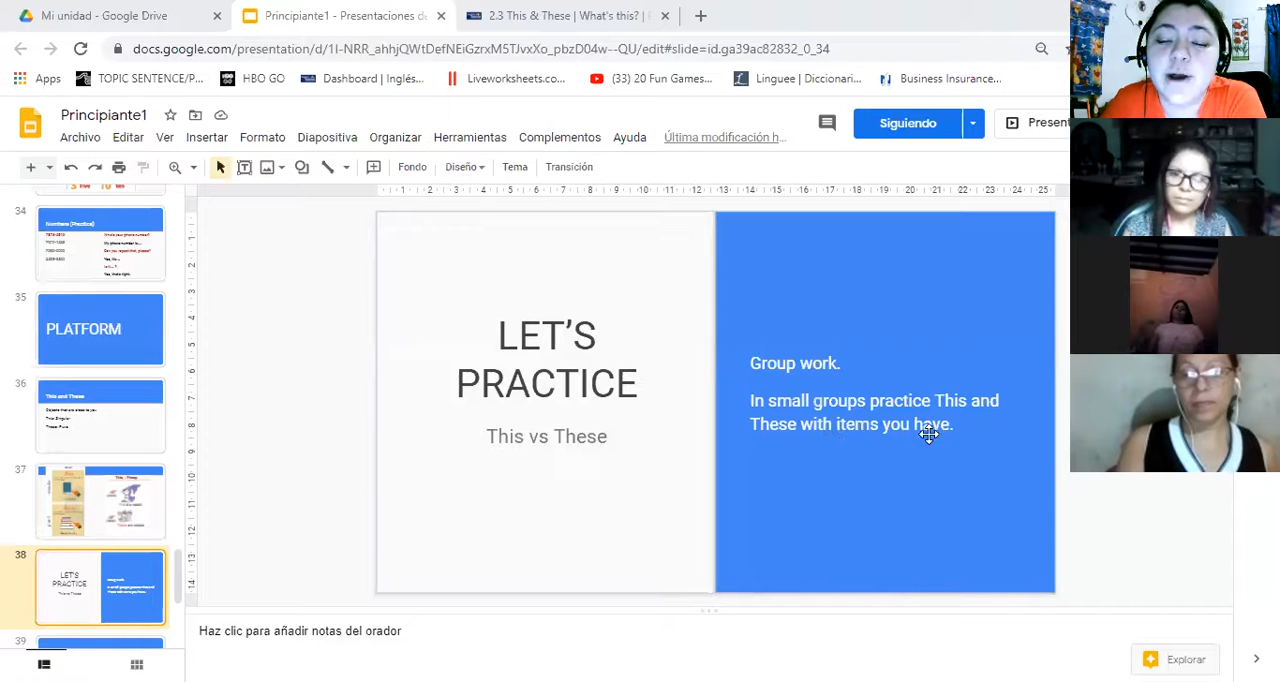 Mi unidad - Google Drive
Principiante1 - Presentaciones de
2.3 This & These | What's this? |
docs.google.com/presentation/d/1I-NRR_ahhjQWtDefNEiGzrxM5TJvxXo_pbzD04w--QU/edit#slide=id.ga39ac82832_0_34
Apps
TOPIC SENTENCE/P...
HBO GO
Dashboard | Inglés...
Liveworksheets.co...
(33) 20 Fun Games...
Linguee | Diccionari...
Business Insurance...
Principiante1
Siguiendo
Present
Archivo Editar Ver Insertar Formato Diapositiva Organizar Herramientas Complementos Ayuda Última modificación h...
Fondo Diseño Tema Transición
34
Numbers (Practice)
35
PLATFORM
36
This and These
37
38
LET'S
PRACTICE
39
LET'S
PRACTICE
This vs These
Group work.
In small groups practice This and
These with items you have.
Haz clic para añadir notas del orador
Explorar